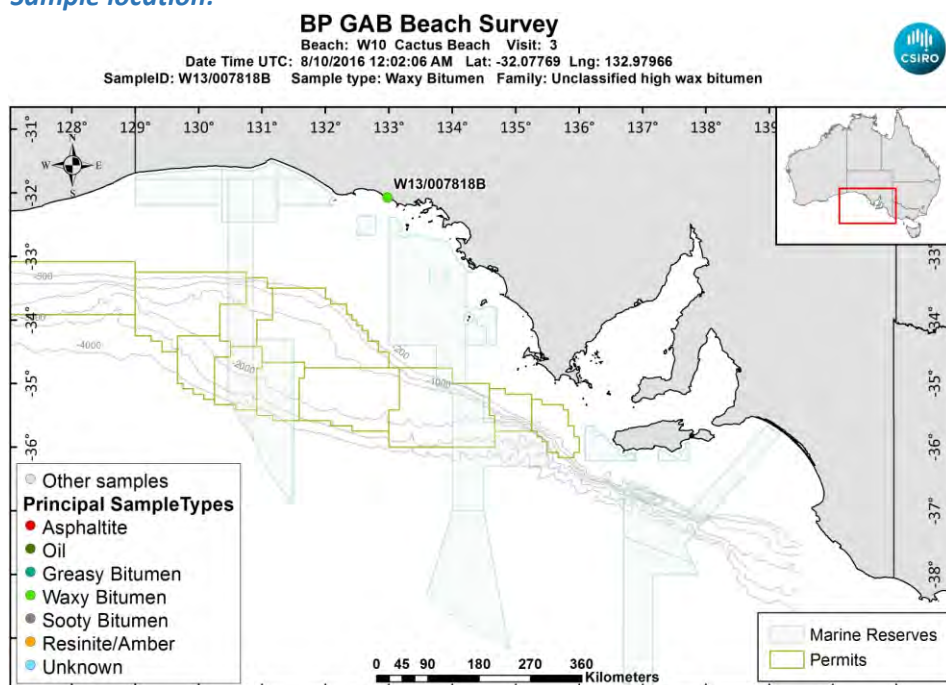 Sample location:
BP GAB Beach Survey
Beach: W10 Cactus Beach Visit: 3
Date Time UTC: 8/10/2016 12:02:06 AM Lat: -32.07769 Lng: 132.97966
SampleID: W13/007818B Sample type: Waxy Bitumen Family: Unclassified high wax bitumen
CSIRO
128° 129° 130° 131° 132° 133° 134° 135° 136° 137° 138° 139
-31°
-32°
-33°
-34°
-35°
-36°
-37°
-38°
-31°
-32°
-33°
-34°
-35°
-36°
-37°
-38°
N
W E
S
W13/007818B
-4000
-2000
-200
-1000
Other samples
Principal SampleTypes
Asphaltite
Oil
Greasy Bitumen
Waxy Bitumen
Sooty Bitumen
Resinite/Amber
Unknown
0 45 90 180 270 360
Kilometers
Marine Reserves
Permits